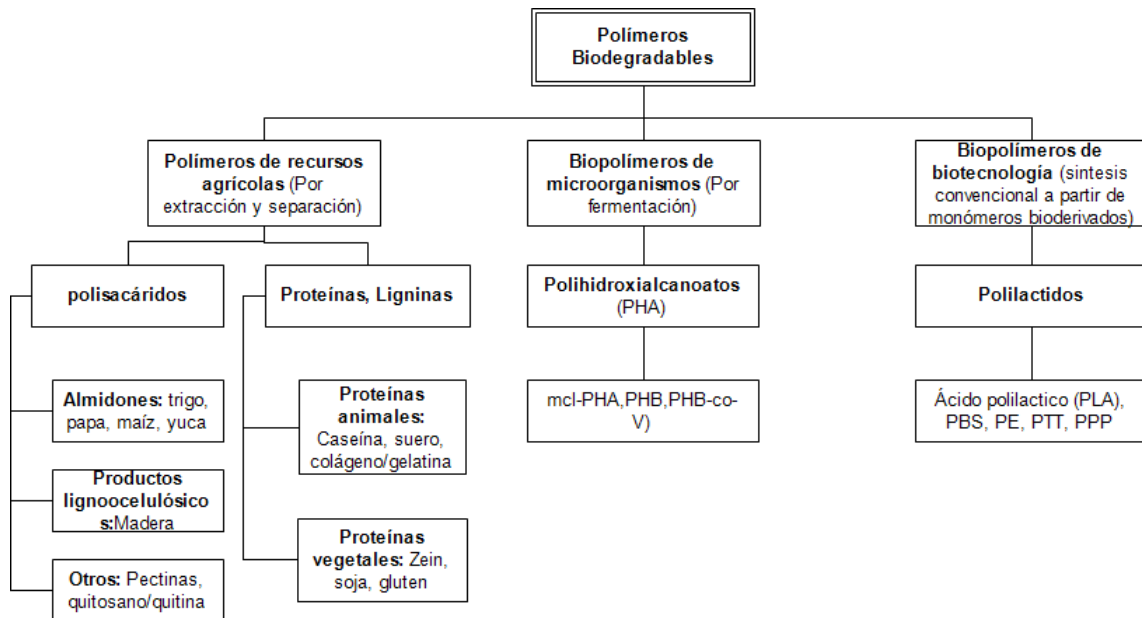 Polímeros
Biodegradables
Polímeros de recursos
agrícolas (Por
extracción y separación)
Biopolímeros de
microorganismos (Por
fermentación)
Biopolímeros de
biotecnología (sintesis
convencional a partir de
monómeros bioderivados)
polisacáridos
Proteínas, Ligninas
Polihidroxialcanoatos
(PHA)
Polilactidos
Almidones: trigo,
papa, maíz, yuca
Productos
lignoocelulósico
s:Madera
Otros: Pectinas,
quitosano/quitina
Proteínas
animales:
Caseína, suero,
colágeno/gelatina
Proteínas
vegetales: Zein,
soja, gluten
mcl-PHA,PHB,PHB-co-
V)
Ácido polilactico (PLA),
PBS, PE, PTT, PPP